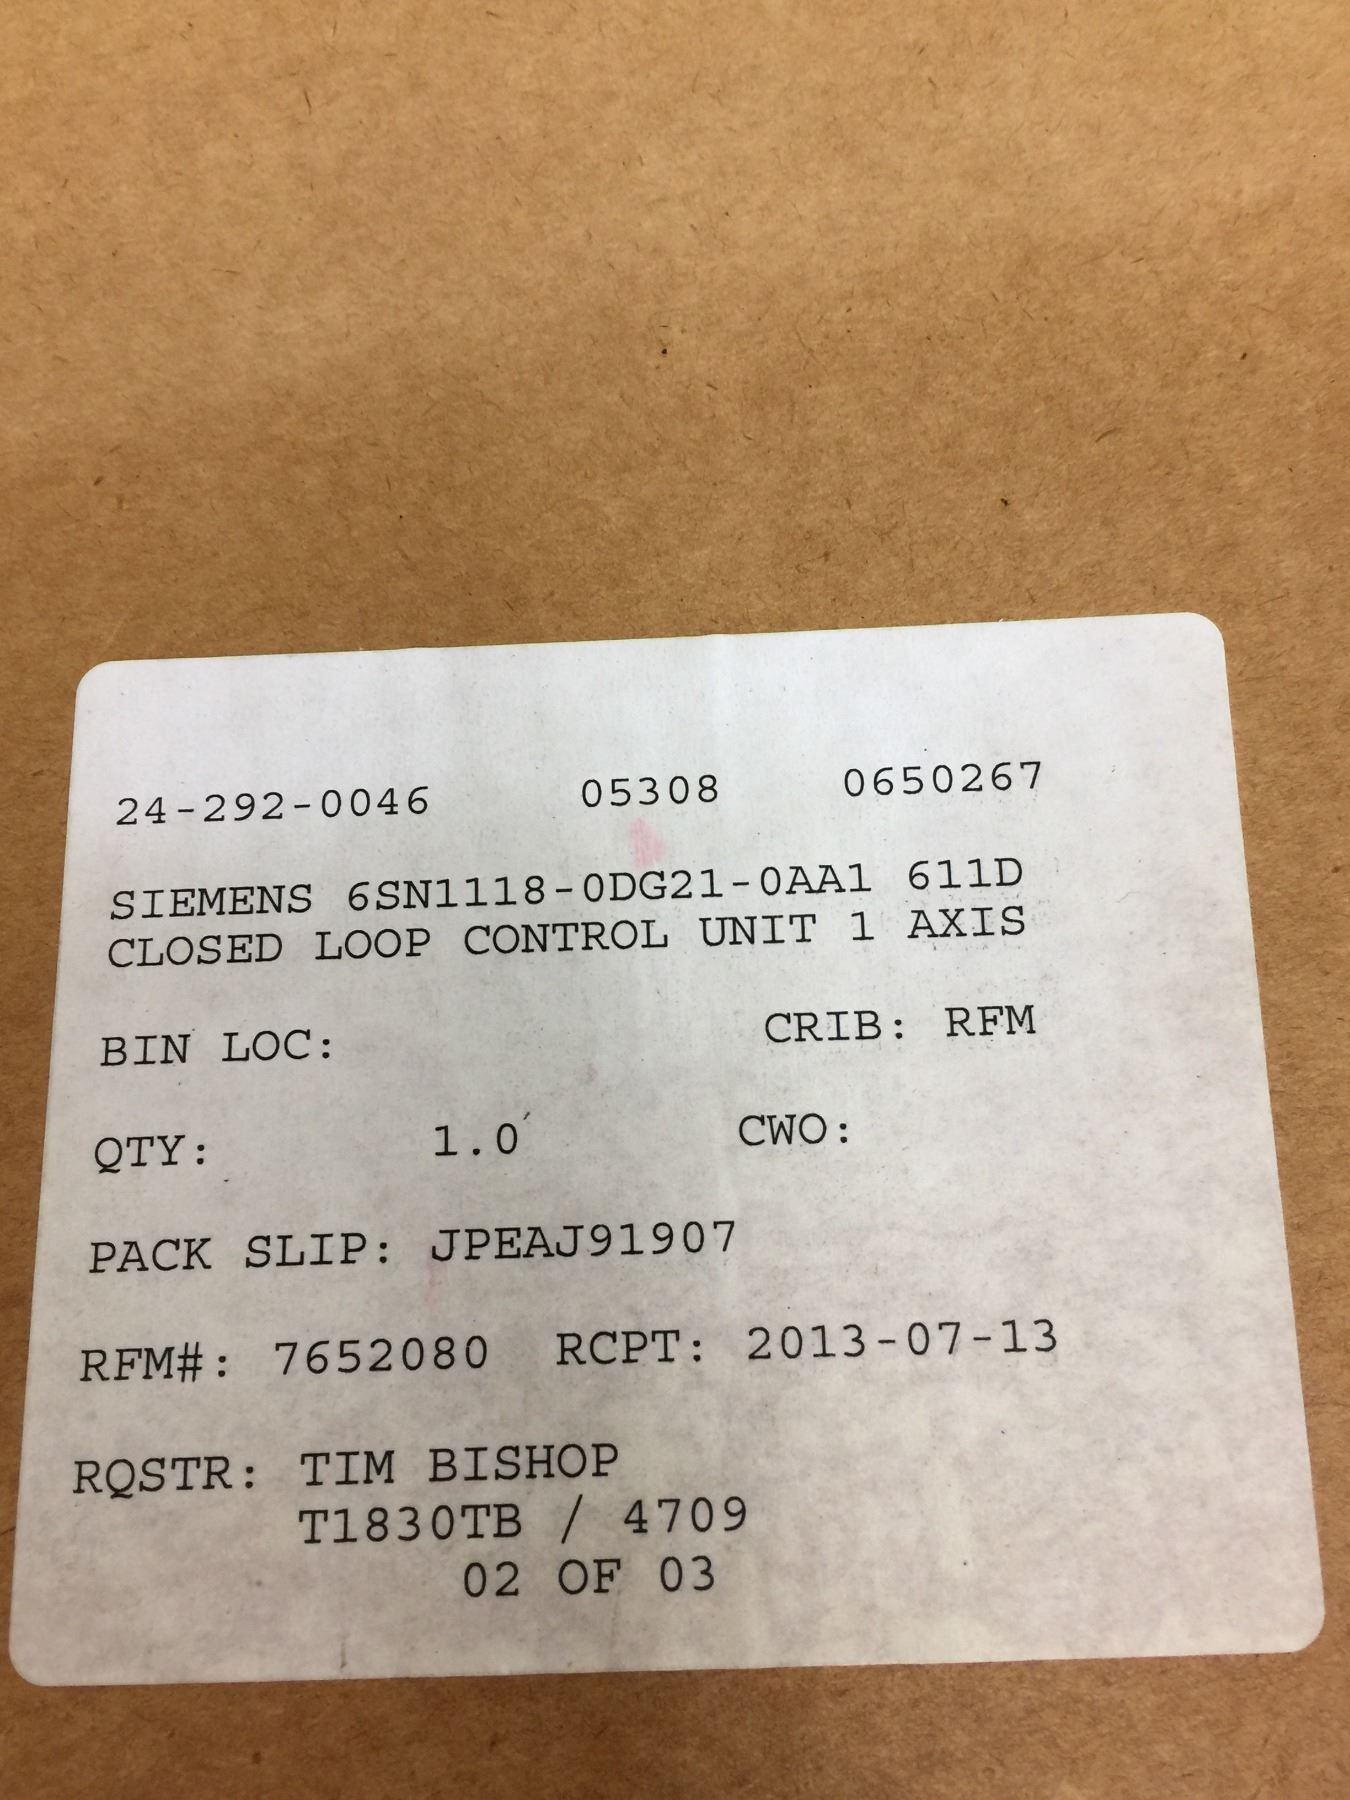 24-292-0046 05308 0650267
SIEMENS 6SN1118-0DG21-0AA1 611D
CLOSED LOOP CONTROL UNIT 1 AXIS
BIN LOC: CRIB: RFM
QTY: 1.0 CWO:
PACK SLIP: JPEAJ91907
RFM#: 7652080 RCPT: 2013-07-13
RQSTR: TIM BISHOP
T1830TB / 4709
02 OF 03